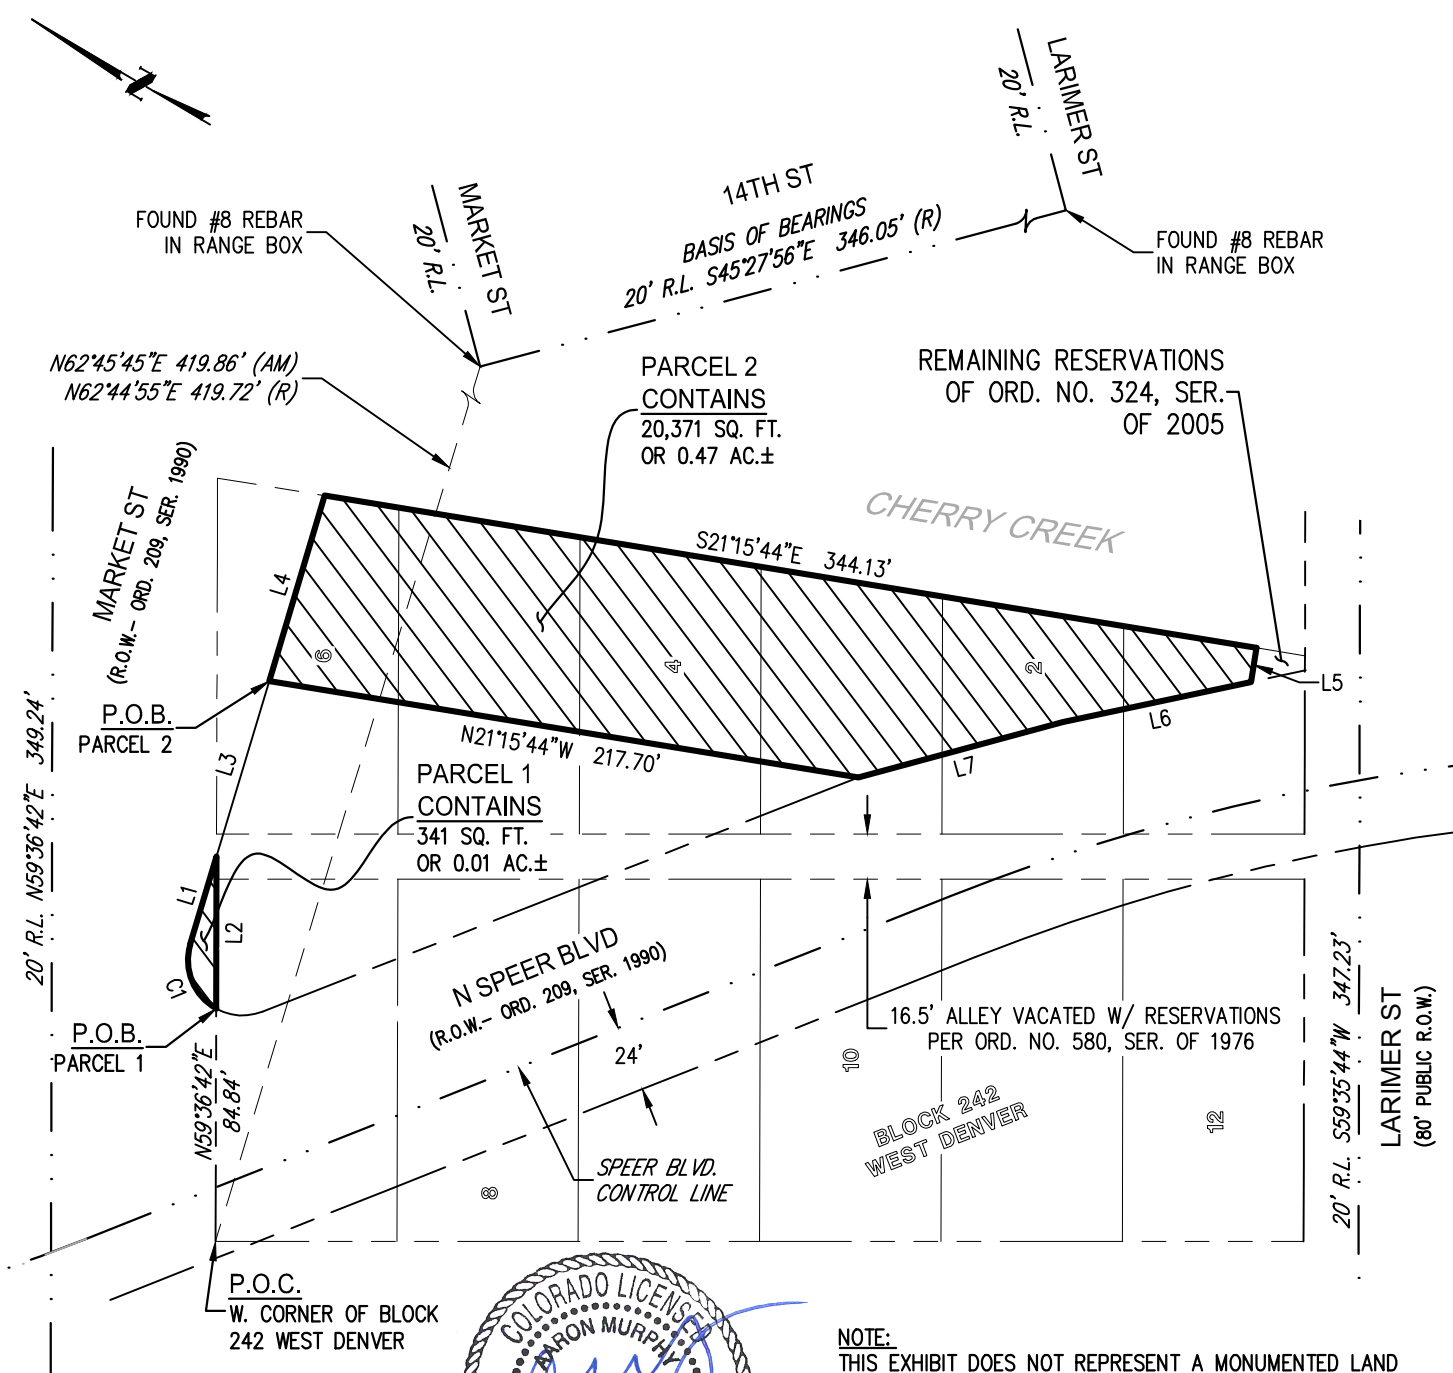 LARIMER ST
20' R.L.
14TH ST
BASIS OF BEARINGS
20' R.L. S45°27'56"E 346.05' (R)
FOUND #8 REBAR
IN RANGE BOX
MARKET ST
20' R.L.
FOUND #8 REBAR
IN RANGE BOX
N62°45'45"E 419.86' (AM)
N62°44'55"E 419.72' (R)
PARCEL 2
CONTAINS
20,371 SQ. FT.
OR 0.47 AC.±
REMAINING RESERVATIONS
OF ORD. NO. 324, SER.
OF 2005
MARKET ST
(R.O.W.- ORD. 209, SER. 1990)
CHERRY CREEK
S21°15'44"E 344.13'
L4
6
4
2
L5
P.O.B.
PARCEL 2
L6
N21°15'44"W 217.70'
L3
L7
20' R.L. N59°36'42"E 349.24'
PARCEL 1
CONTAINS
341 SQ. FT.
OR 0.01 AC.±
L1
L2
C1
N SPEER BLVD
(R.O.W.- ORD. 209, SER. 1990)
24'
16.5' ALLEY VACATED W/ RESERVATIONS
PER ORD. NO. 580, SER. OF 1976
P.O.B.
PARCEL 1
N59°36'42"E
84.84'
10
BLOCK 242
WEST DENVER
12
8
SPEER BLVD.
CONTROL LINE
20' R.L. S59°35'44"W 347.23'
LARIMER ST
(80' PUBLIC R.O.W.)
P.O.C.
W. CORNER OF BLOCK
242 WEST DENVER
COLORADO LICENSED
AARON MURPHY
NOTE:
THIS EXHIBIT DOES NOT REPRESENT A MONUMENTED LAND